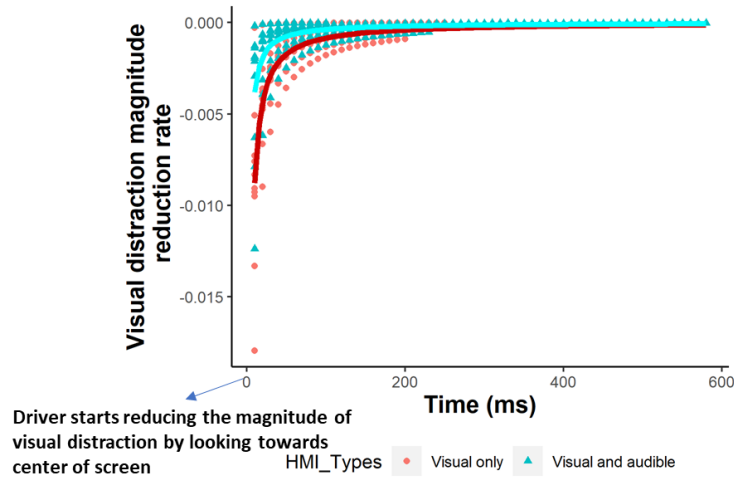 Visual distraction magnitude
reduction rate
0.000
-0.005
-0.010
-0.015
0
200
400
600
Time (ms)
Driver starts reducing the magnitude of
visual distraction by looking towards
center of screen
HMI_Types
Visual only
Visual and audible